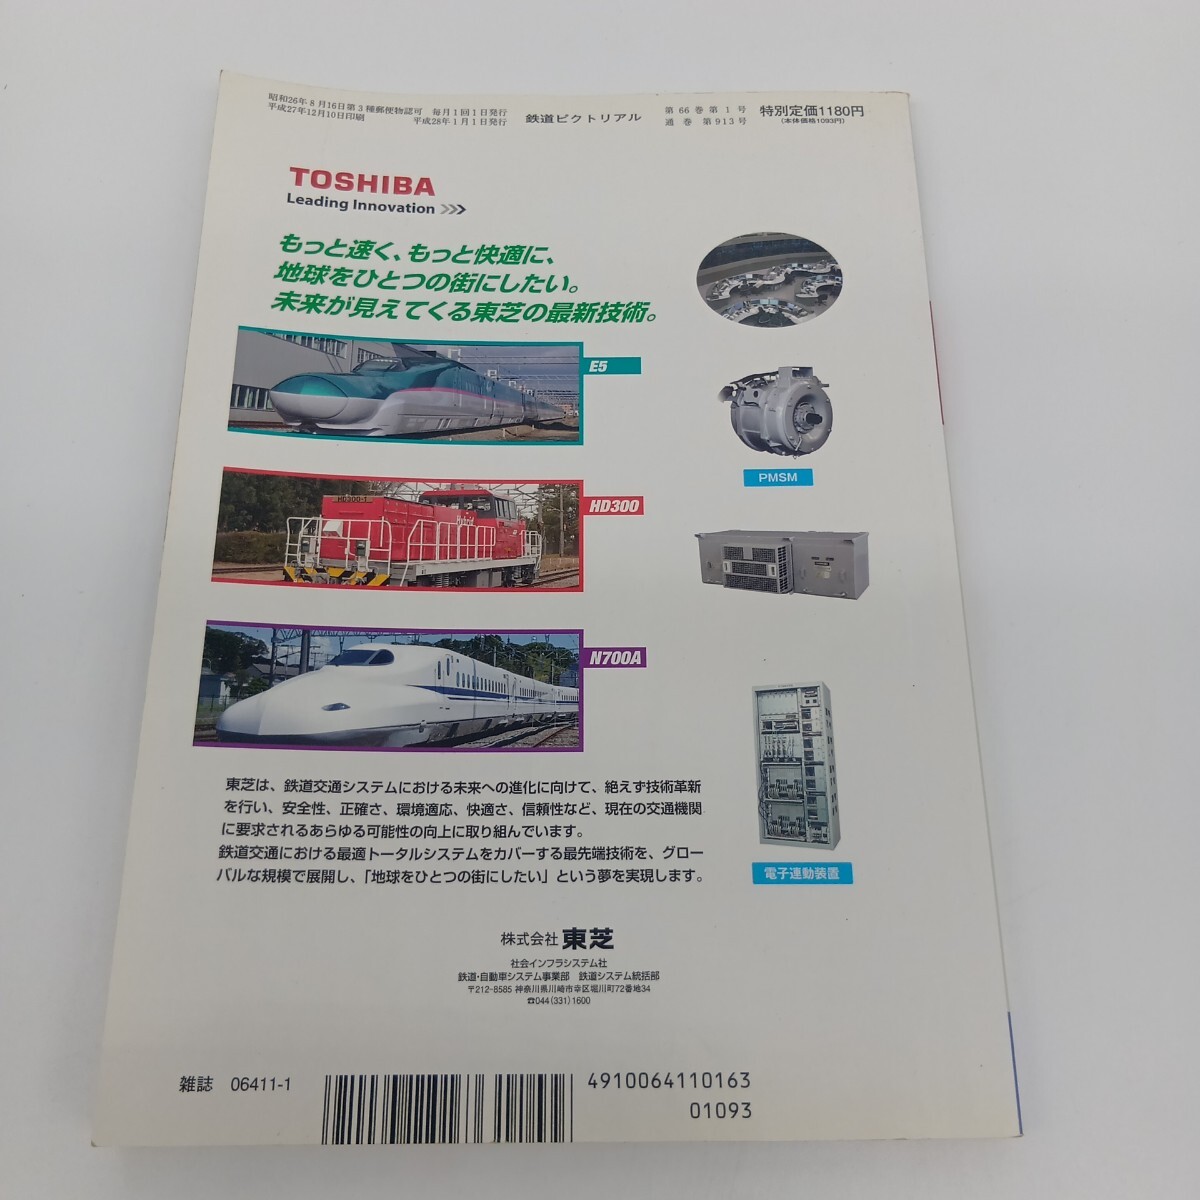 昭和26年8月16日第3種郵便物認可 毎月1回1日発行
平成27年12月10日印刷 平成28年1月1日発行
鉄道ピクトリアル
第66巻第1号
通巻 第913号
特別定価1180円
(本体価格1093円)
TOSHIBA
Leading Innovation >>>
もっと速く、もっと快適に、
地球をひとつの街にしたい。
未来が見えてくる東芝の最新技術。
E5
PMSM
HD300-1
Hybrid
HD300
N700A
電子連動装置
東芝は、鉄道交通システムにおける未来への進化に向けて、絶えず技術革新
を行い、安全性、正確さ、環境適応、快適さ、信頼性など、現在の交通機関
に要求されるあらゆる可能性の向上に取り組んでいます。
鉄道交通における最適トータルシステムをカバーする最先端技術を、グロー
バルな規模で展開し、「地球をひとつの街にしたい」という夢を実現します。
株式会社 東芝
社会インフラシステム社
鉄道・自動車システム事業部 鉄道システム統括部
〒212-8585 神奈川県川崎市幸区堀川町72番地34
☎044(331)1600
雑誌 06411-1
4910064110163
01093